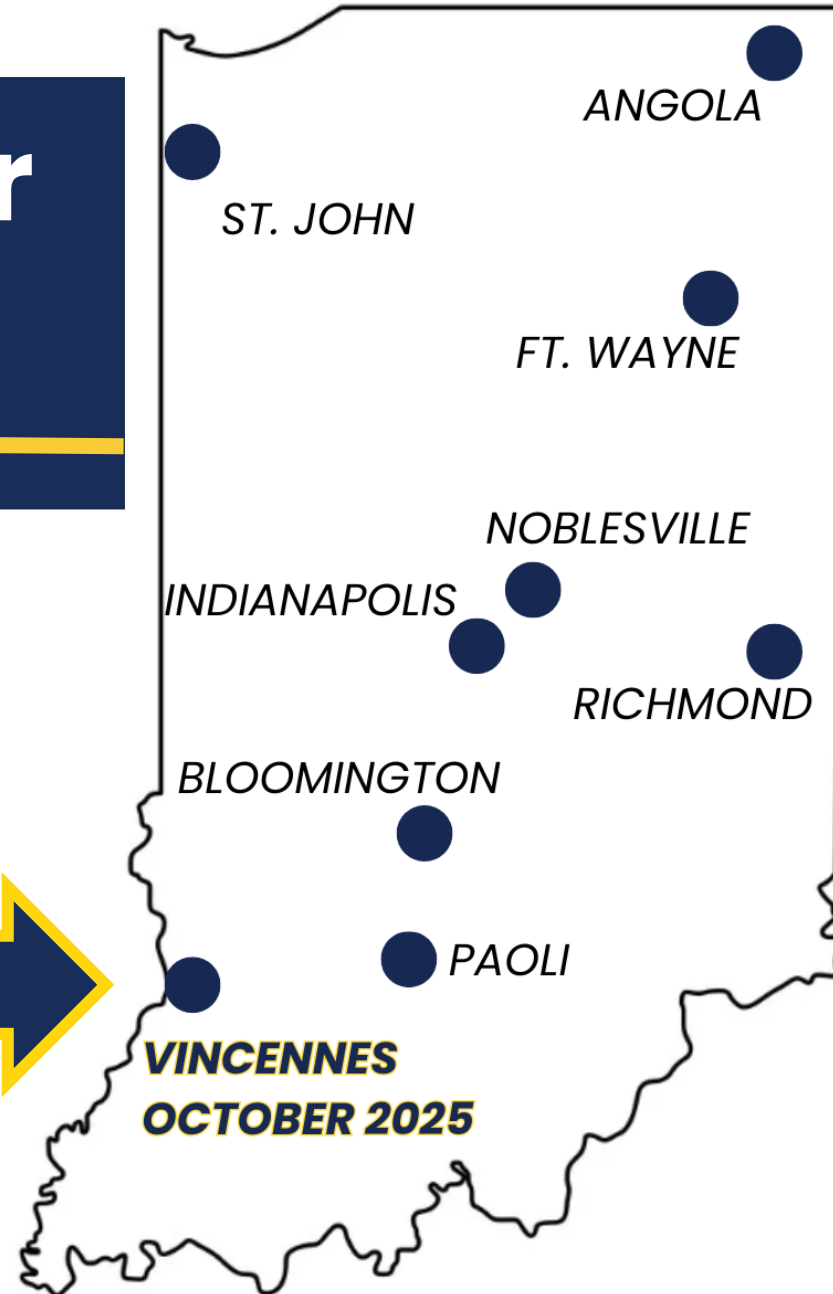 r
ANGOLA
ST. JOHN
FT. WAYNE
NOBLESVILLE
INDIANAPOLIS
RICHMOND
BLOOMINGTON
PAOLI
VINCENNES
OCTOBER 2025